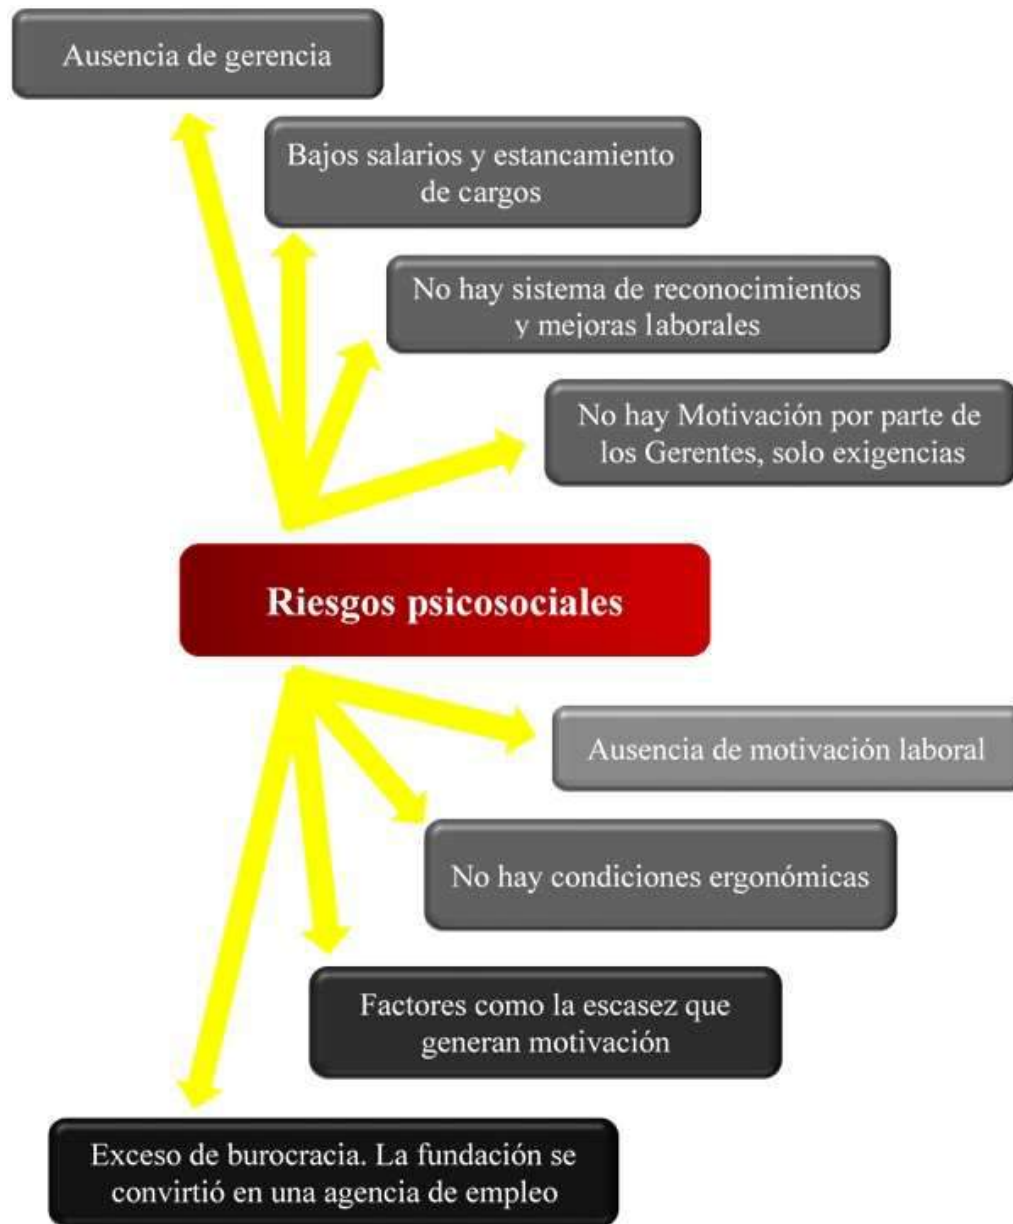 Ausencia de gerencia
Bajos salarios y estancamiento
de cargos
No hay sistema de reconocimientos
y mejoras laborales
No hay Motivación por parte de
los Gerentes, solo exigencias
Riesgos psicosociales
Ausencia de motivación laboral
No hay condiciones ergonómicas
Factores como la escasez que
generan motivación
Exceso de burocracia. La fundación se
convirtió en una agencia de empleo